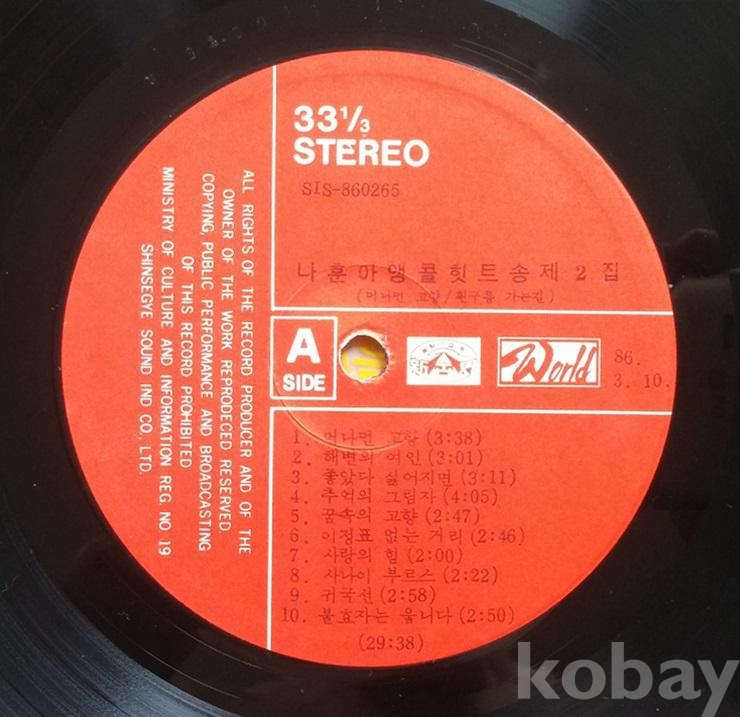 33⅓
STEREO
SIS-860265
나훈아앵콜힛트송제2집
(머나먼 고향/흰구름 가는길)
A
SIDE
World
86.
3.10.
1. 머나먼 고향(3:38)
2. 해변의 여인(3:01)
3. 좋았다 싫어지면(3:11)
4. 추억의 그림자(4:05)
5. 꿈속의 고향(2:47)
6. 이정표 없는 거리(2:46)
7. 사랑의 힘(2:00)
8. 사나이 부르스(2:22)
9. 귀국선(2:58)
10. 불효자는 웁니다(2:50)
(29:38)
ALL RIGHTS OF THE RECORD PRODUCER AND OF THE
OWNER OF THE WORK REPRODECED RESERVED.
COPYING, PUBLIC PERFORMANCE AND BROADCASTING
OF THIS RECORD PROHIBITED
MINISTRY OF CULTURE AND INFORMATION REG. NO. 19
SHINSEGYE SOUND IND CO., LTD.
kobay